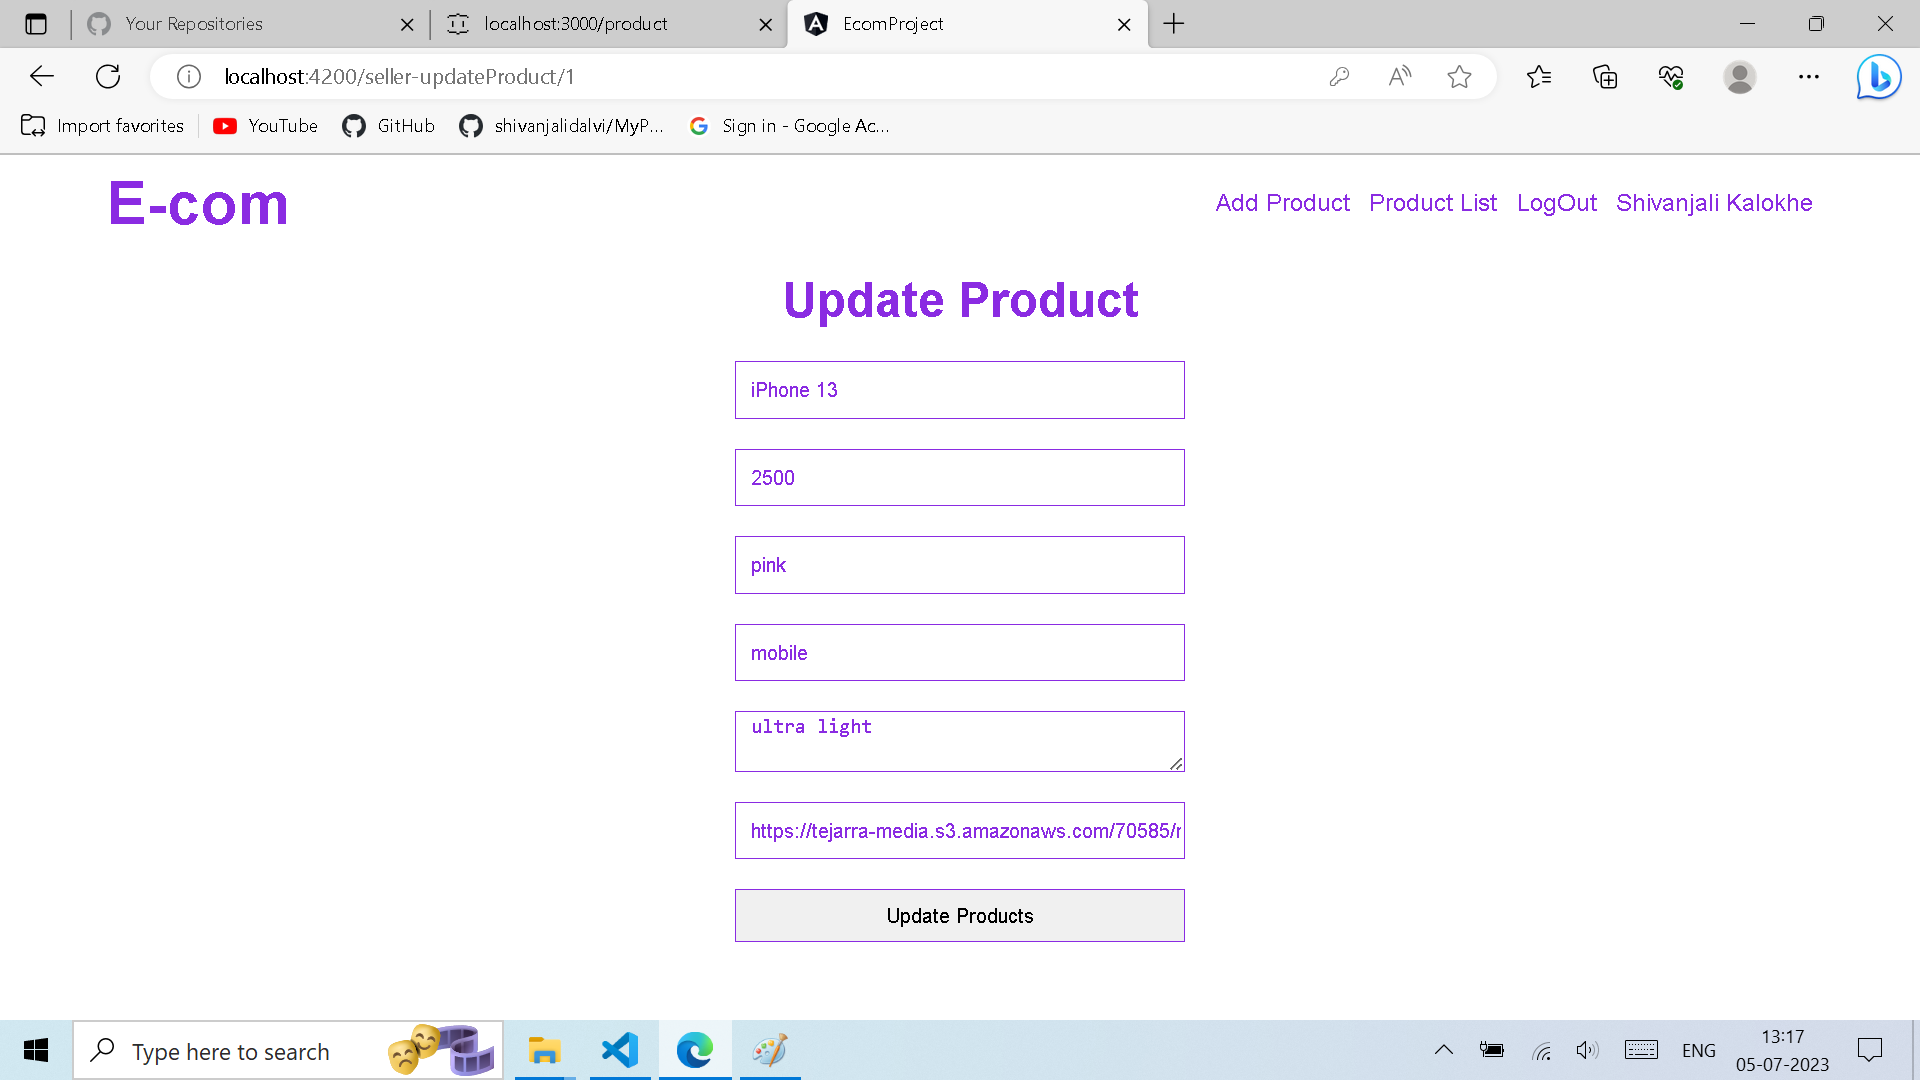 Your Repositories
localhost:3000/product
EcomProject
localhost:4200/seller-updateProduct/1
Import favorites
YouTube
GitHub
shivanjalidalvi/MyP...
Sign in - Google Ac...
E-com
Add Product Product List LogOut Shivanjali Kalokhe
Update Product
iPhone 13
2500
pink
mobile
ultra light
https://tejarra-media.s3.amazonaws.com/70585/
Update Products
Type here to search
ENG
13:17
05-07-2023